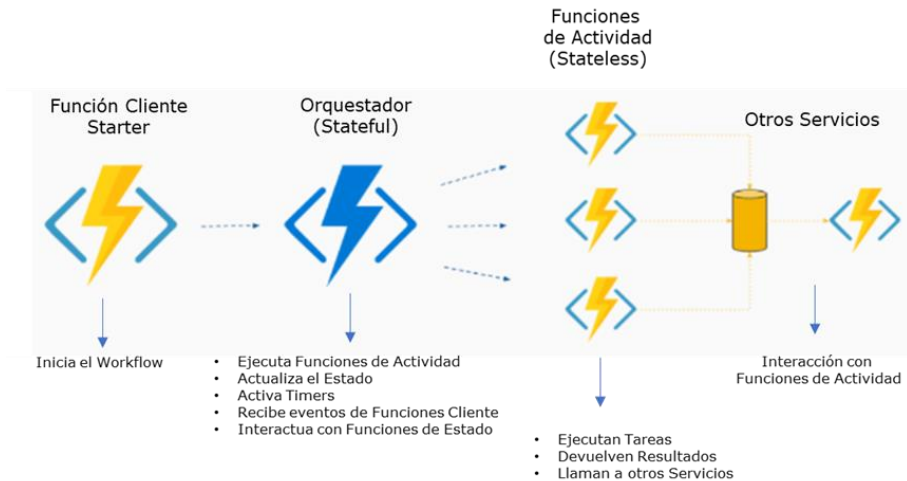 Funciones
de Actividad
(Stateless)
Función Cliente
Starter
Orquestador
(Stateful)
Otros Servicios
Inicia el Workflow
• Ejecuta Funciones de Actividad
• Actualiza el Estado
• Activa Timers
• Recibe eventos de Funciones Cliente
• Interactua con Funciones de Estado
Interacción con
Funciones de Actividad
• Ejecutan Tareas
• Devuelven Resultados
• Llaman a otros Servicios